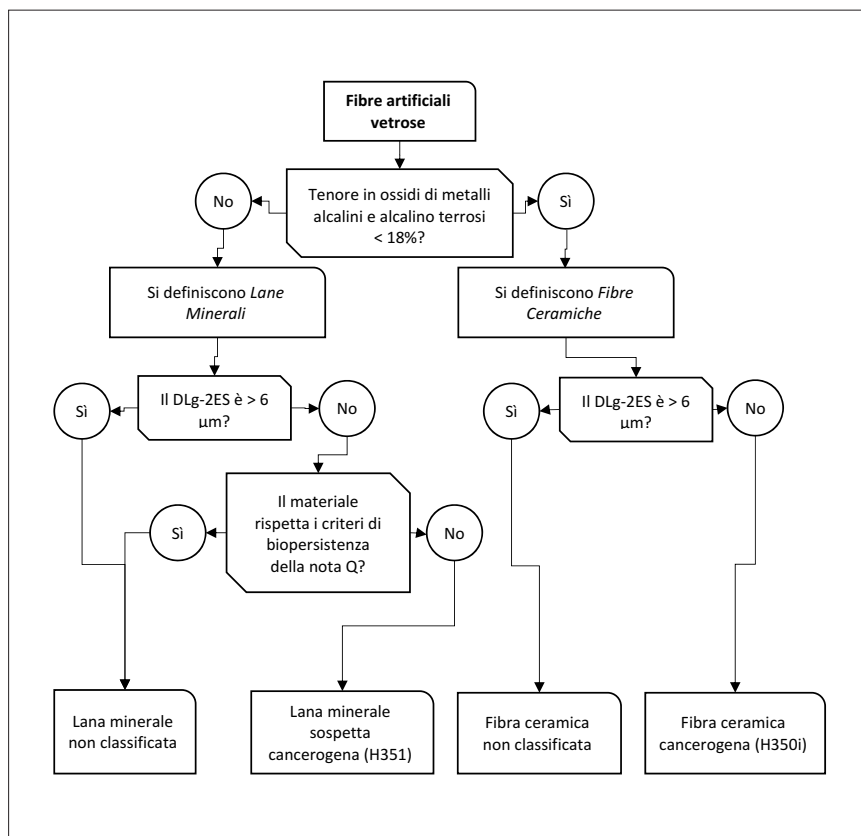 Fibre artificiali
vetrose
Tenore in ossidi di metalli
alcalini e alcalino terrosi
< 18%?
No
Sì
Si definiscono Lane
Minerali
Si definiscono Fibre
Ceramiche
Sì
Il DLg-2ES è > 6
μm?
No
Sì
Il DLg-2ES è > 6
μm?
No
Sì
Il materiale
rispetta i criteri di
biopersistenza
della nota Q?
No
Lana minerale
non classificata
Lana minerale
sospetta
cancerogena (H351)
Fibra ceramica
non classificata
Fibra ceramica
cancerogena (H350i)